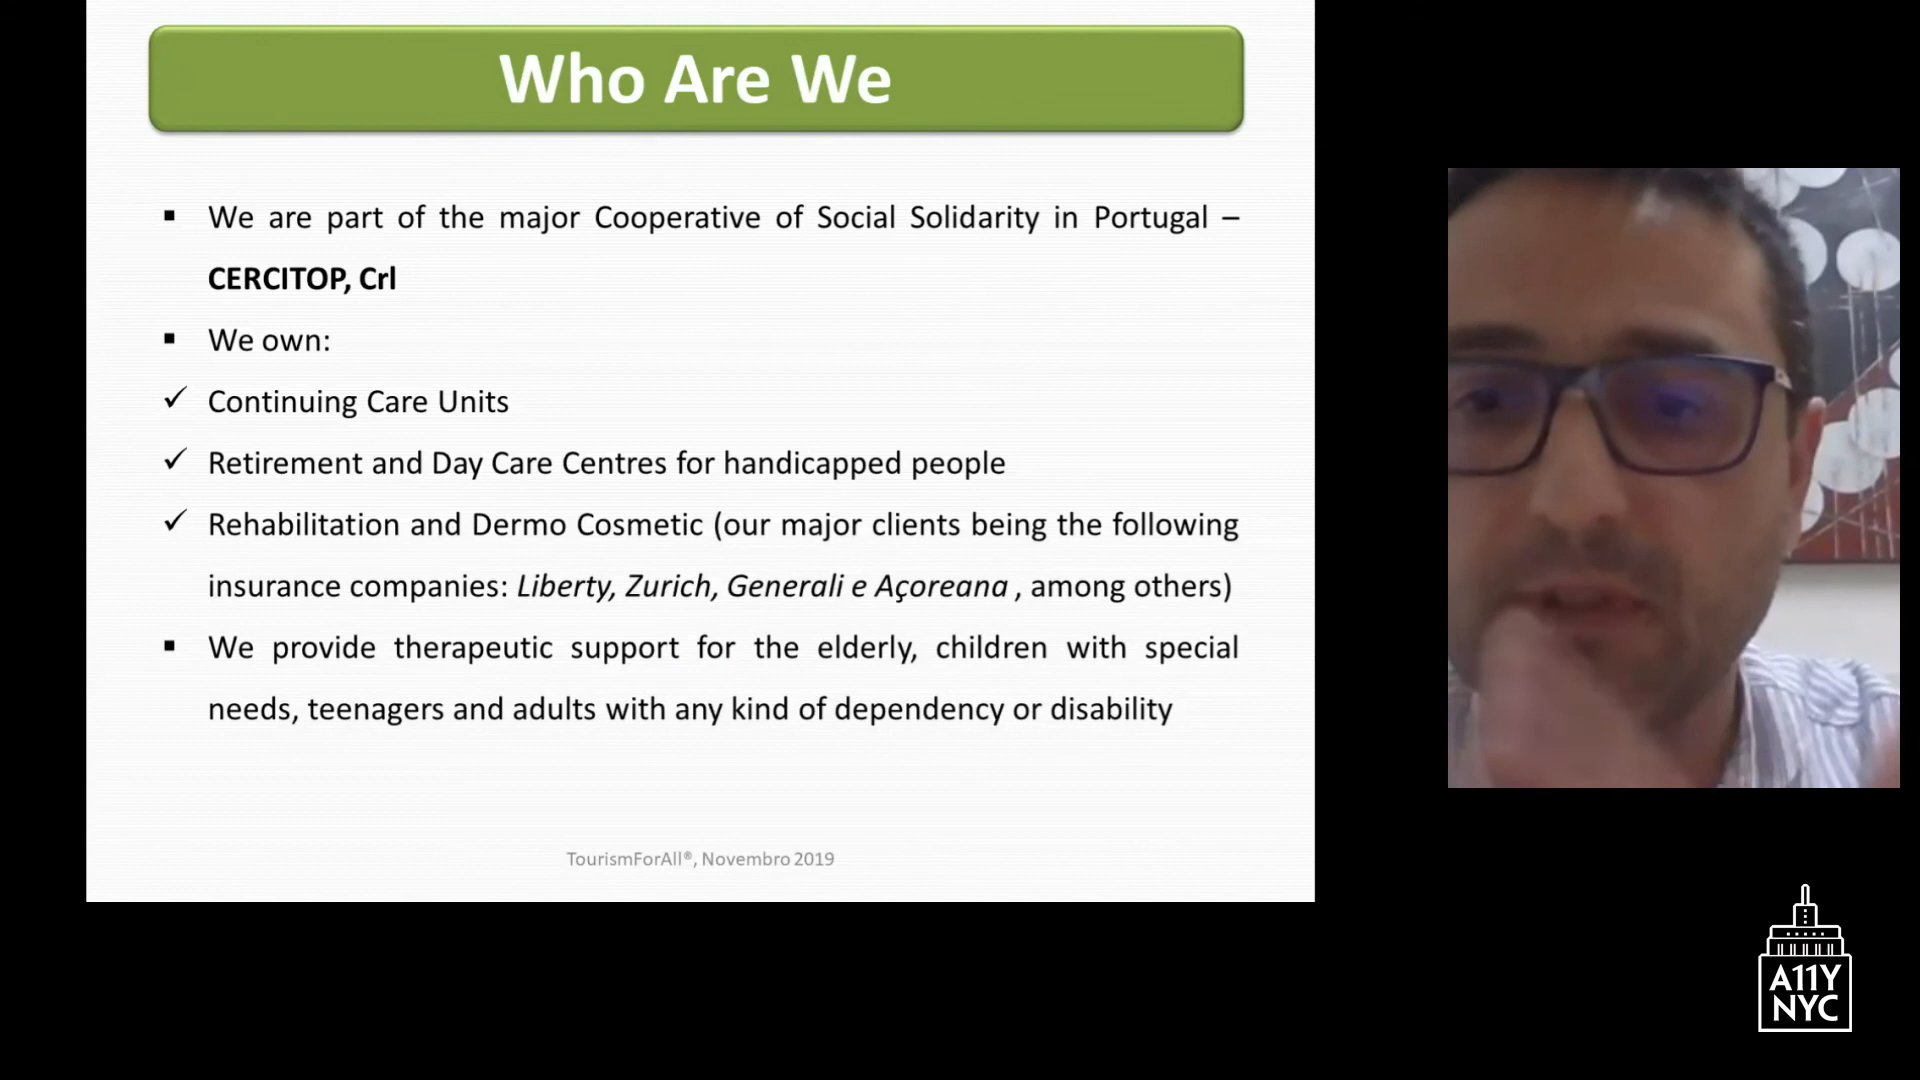 Who Are We
▪ We are part of the major Cooperative of Social Solidarity in Portugal –
CERCITOP, Crl
▪ We own:
✓ Continuing Care Units
✓ Retirement and Day Care Centres for handicapped people
✓ Rehabilitation and Dermo Cosmetic (our major clients being the following
insurance companies: Liberty, Zurich, Generali e Açoreana , among others)
▪ We provide therapeutic support for the elderly, children with special
needs, teenagers and adults with any kind of dependency or disability
TourismForAll®, Novembro 2019
A11Y
NYC